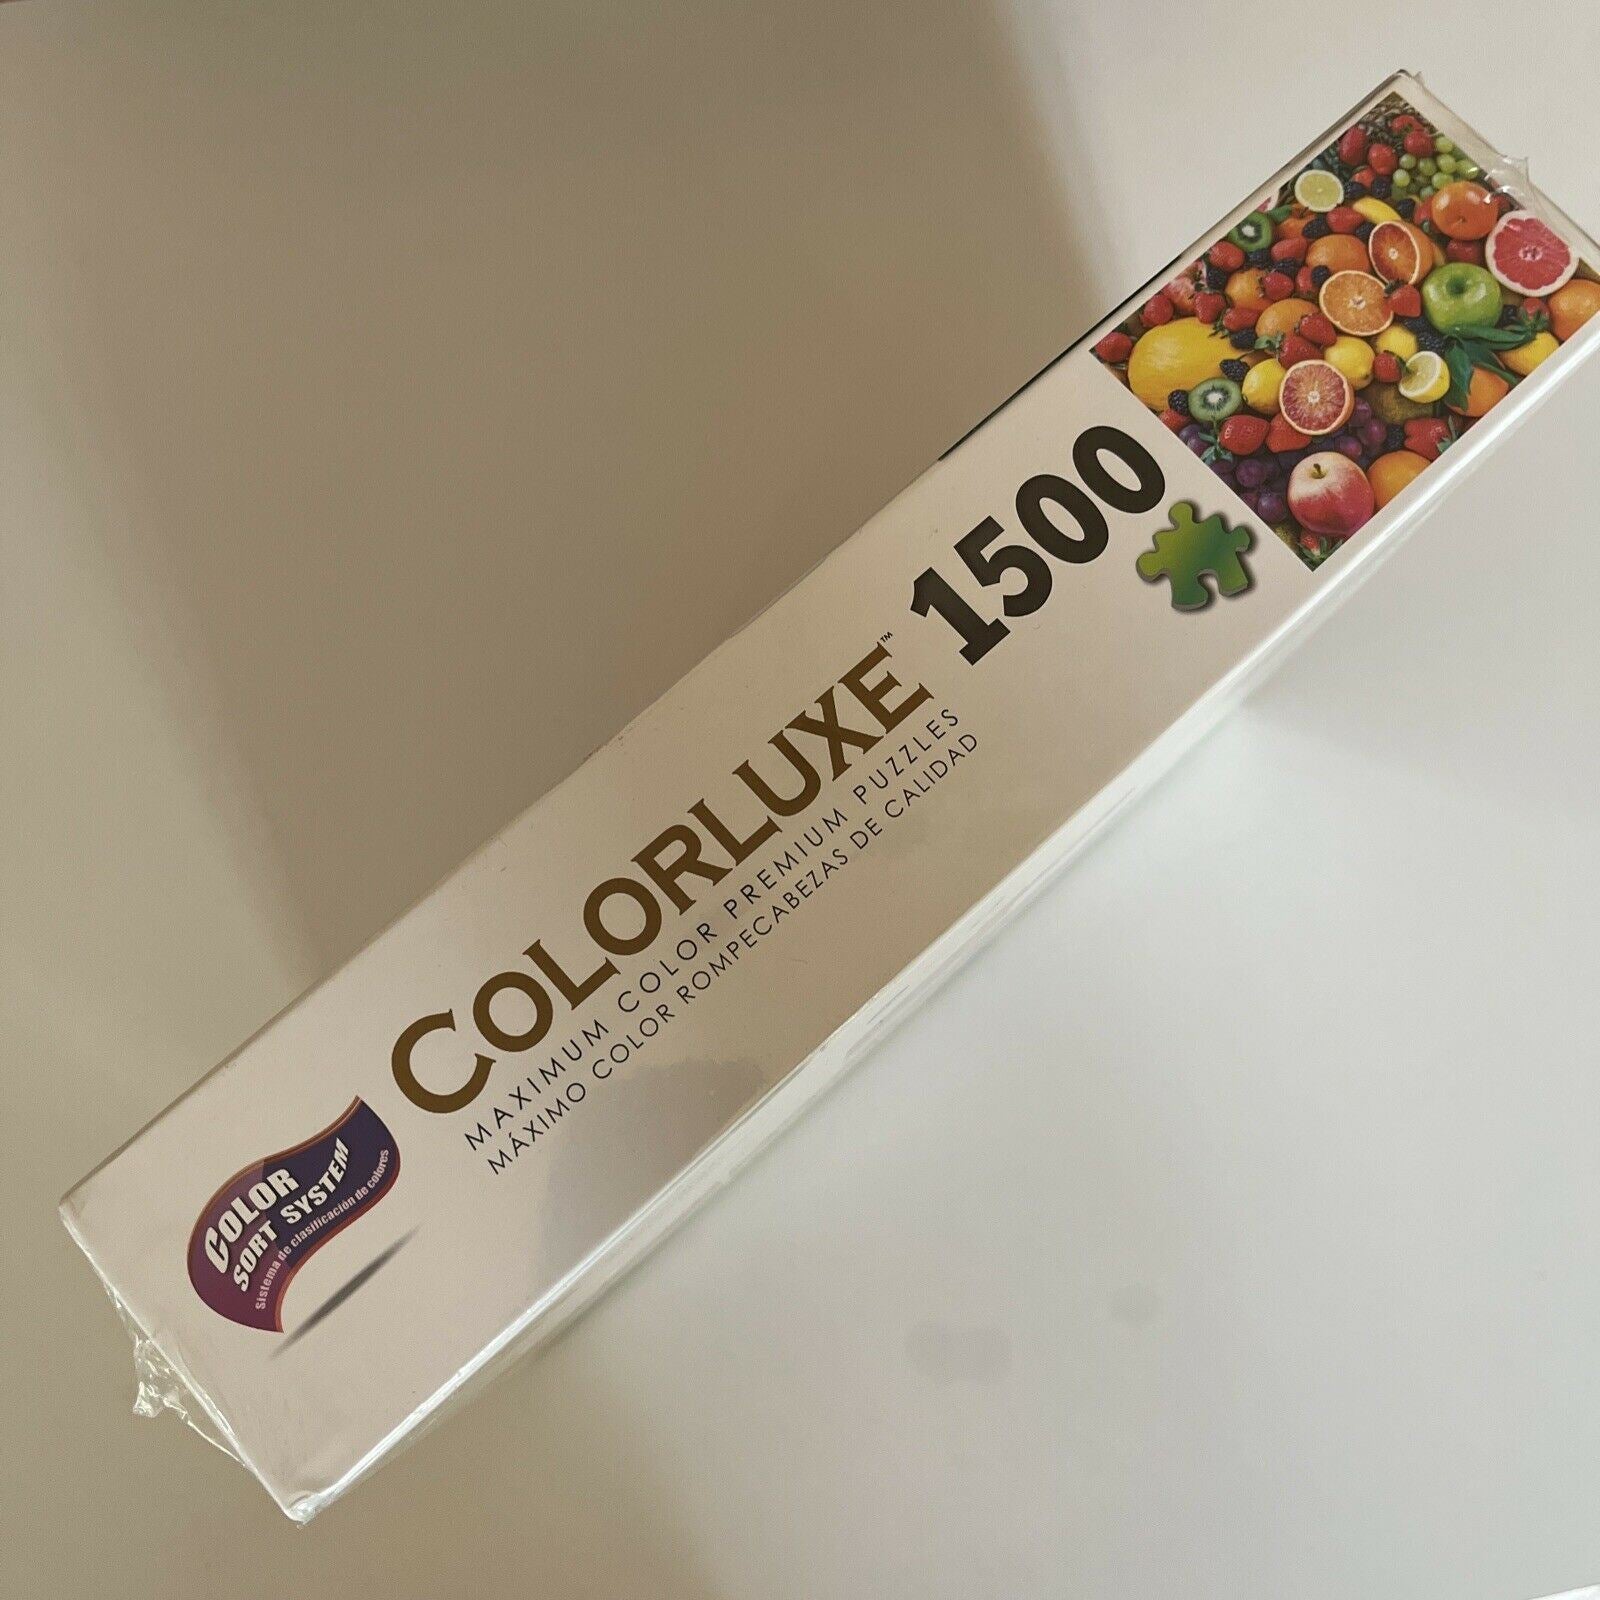 COLOR
SORT SYSTEM
Sistema de clasificación de colores
COLORLUXE™ 1500
MAXIMUM COLOR PREMIUM PUZZLES
MÁXIMO COLOR ROMPECABEZAS DE CALIDAD